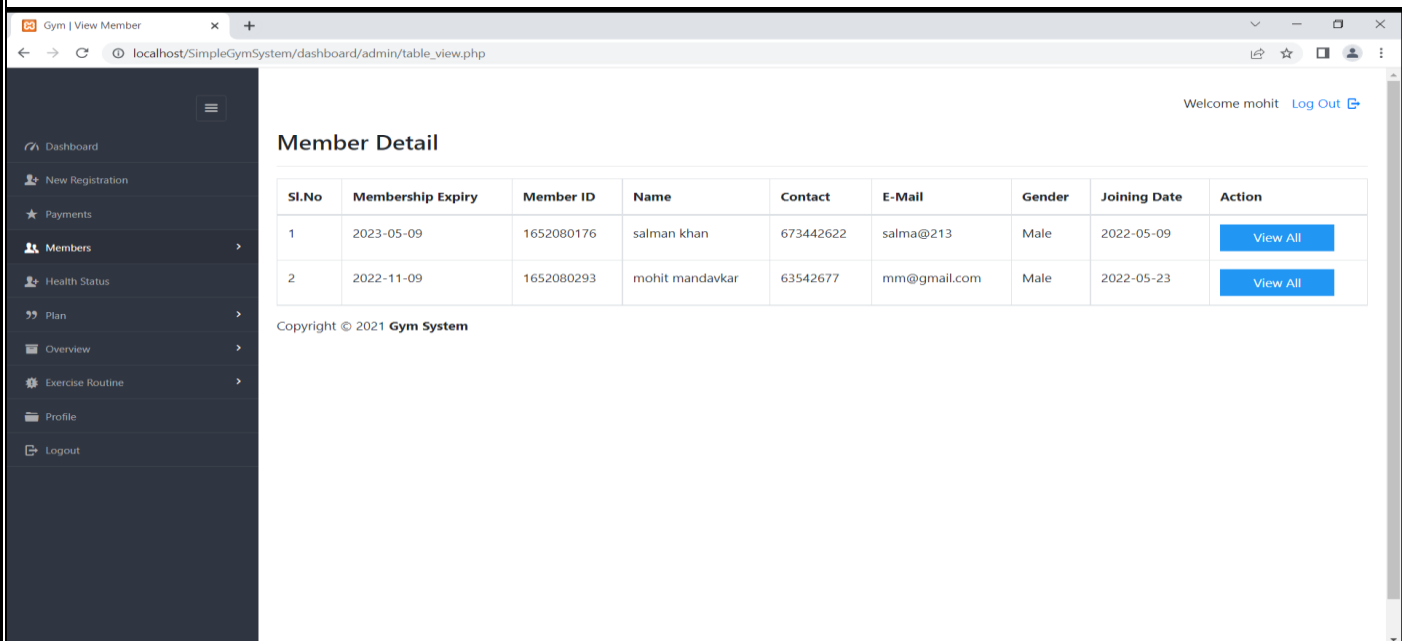 Gym | View Member
localhost/SimpleGymSystem/dashboard/admin/table_view.php
Welcome mohit Log Out
Dashboard
New Registration
Payments
Members
Health Status
Plan
Overview
Exercise Routine
Profile
Logout
Member Detail
Sl.No Membership Expiry Member ID Name Contact E-Mail Gender Joining Date Action
1 2023-05-09 1652080176 salman khan 673442622 salma@213 Male 2022-05-09 View All
2 2022-11-09 1652080293 mohit mandavkar 63542677 mm@gmail.com Male 2022-05-23 View All
Copyright © 2021 Gym System